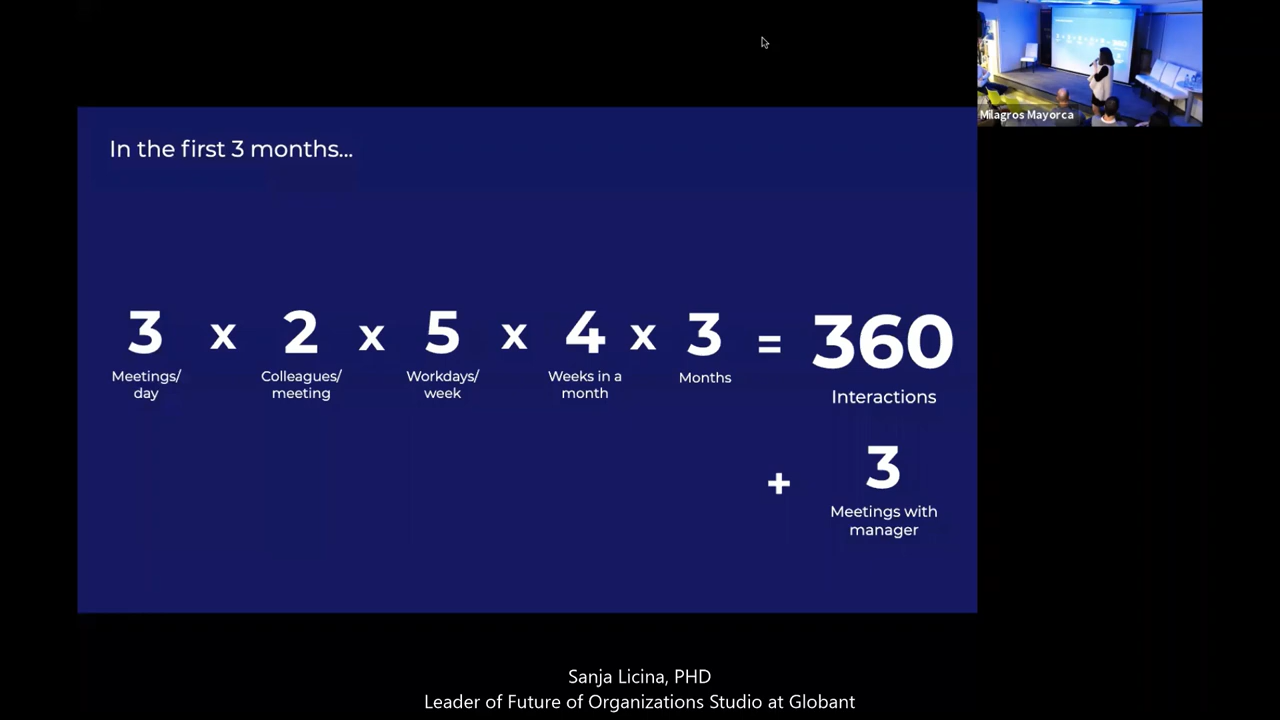 Milagros Mayorca
In the first 3 months...
3 x 2 x 5 x 4 x 3 = 360
Meetings/
day
Colleagues/
meeting
Workdays/
week
Weeks in a
month
Months
Interactions
+ 3
Meetings with
manager
Sanja Licina, PHD
Leader of Future of Organizations Studio at Globant